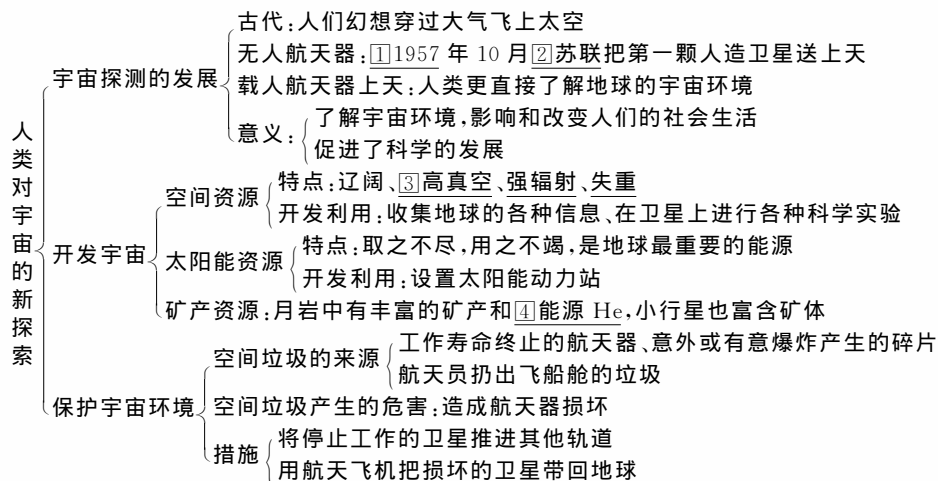 人类对宇宙的新探索
宇宙探测的发展
古代:人们幻想穿过大气飞上太空
无人航天器:1 1957 年 10 月2 苏联把第一颗人造卫星送上天
载人航天器上天:人类更直接了解地球的宇宙环境
意义:
了解宇宙环境,影响和改变人们的社会生活
促进了科学的发展
开发宇宙
空间资源
特点:辽阔、3 高真空、强辐射、失重
开发利用:收集地球的各种信息、在卫星上进行各种科学实验
太阳能资源
特点:取之不尽,用之不竭,是地球最重要的能源
开发利用:设置太阳能动力站
矿产资源:月岩中有丰富的矿产和4 能源 He,小行星也富含矿体
保护宇宙环境
空间垃圾的来源
工作寿命终止的航天器、意外或有意爆炸产生的碎片
航天员扔出飞船舱的垃圾
空间垃圾产生的危害:造成航天器损坏
措施
将停止工作的卫星推进其他轨道
用航天飞机把损坏的卫星带回地球